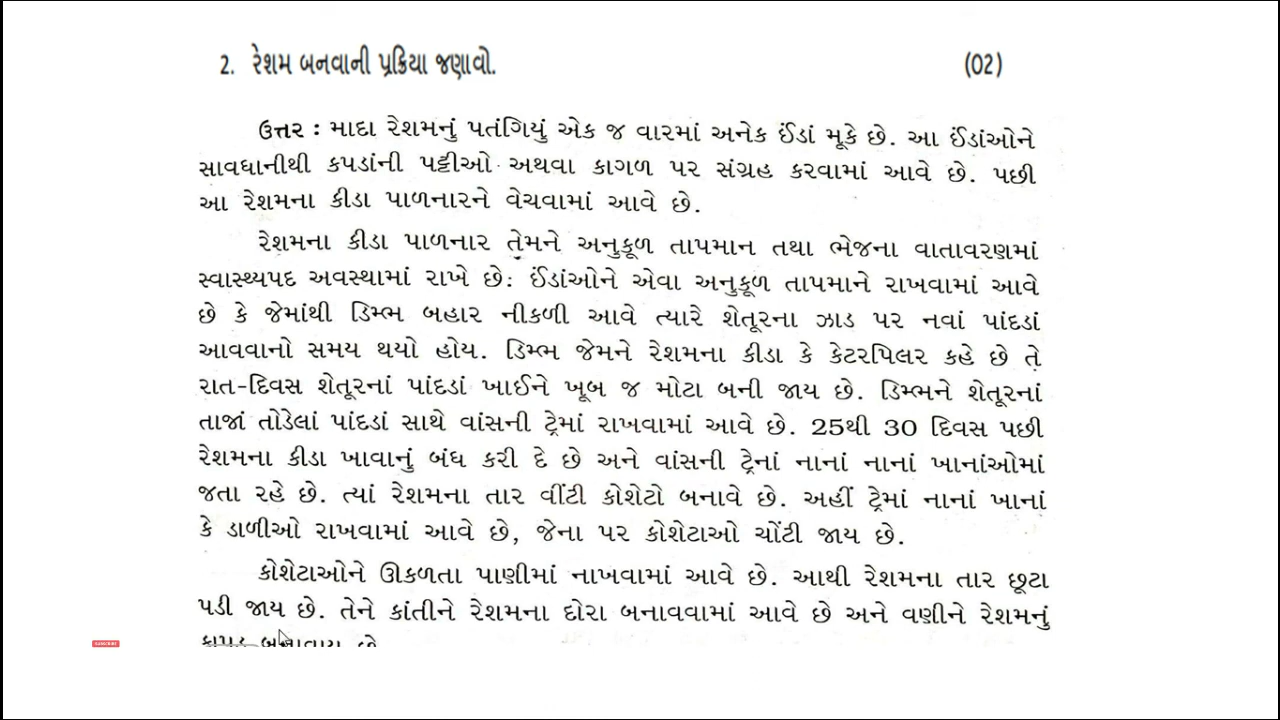 2. રેશમ બનવાની પ્રક્રિયા જણાવો. (02)
ઉત્તર : માદા રેશમનું પતંગિયું એક જ વારમાં અનેક ઈંડાં મૂકે છે. આ ઈંડાંઓને
સાવધાનીથી કપડાંની પટ્ટીઓ અથવા કાગળ પર સંગ્રહ કરવામાં આવે છે. પછી
આ રેશમના કીડા પાળનારને વેચવામાં આવે છે.
રેશમના કીડા પાળનાર તેમને અનુકૂળ તાપમાન તથા ભેજના વાતાવરણમાં
સ્વાસ્થ્યપદ અવસ્થામાં રાખે છે: ઈંડાંઓને એવા અનુકૂળ તાપમાને રાખવામાં આવે
છે કે જેમાંથી ડિમ્ભ બહાર નીકળી આવે ત્યારે શેતૂરના ઝાડ પર નવાં પાંદડાં
આવવાનો સમય થયો હોય. ડિમ્ભ જેમને રેશમના કીડા કે કેટરપિલર કહે છે તે
રાત-દિવસ શેતૂરનાં પાંદડાં ખાઈને ખૂબ જ મોટા બની જાય છે. ડિમ્ભને શેતૂરનાં
તાજાં તોડેલાં પાંદડાં સાથે વાંસની ટ્રેમાં રાખવામાં આવે છે. 25થી 30 દિવસ પછી
રેશમના કીડા ખાવાનું બંધ કરી દે છે અને વાંસની ટ્રેનાં નાનાં નાનાં ખાનાંઓમાં
જતા રહે છે. ત્યાં રેશમના તાર વીંટી કોશેટો બનાવે છે. અહીં ટ્રેમાં નાનાં ખાનાં
કે ડાળીઓ રાખવામાં આવે છે, જેના પર કોશેટાઓ ચોંટી જાય છે.
કોશેટાઓને ઊકળતા પાણીમાં નાખવામાં આવે છે. આથી રેશમના તાર છૂટા
પડી જાય છે. તેને કાંતીને રેશમના દોરા બનાવવામાં આવે છે અને વણીને રેશમનું
કાપડ બનાવાય છે
SUBSCRIBE